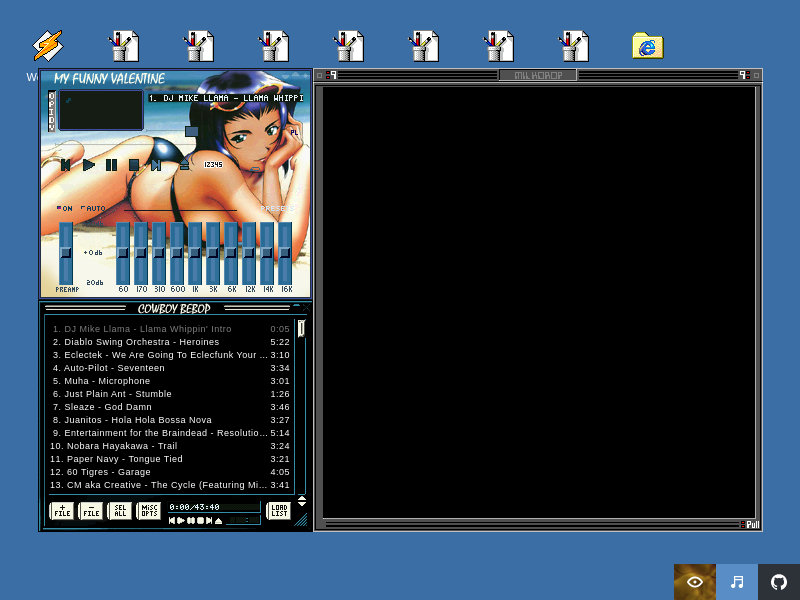 MY FUNNY VALENTINE
MILKDROP
1. DJ MIKE LLAMA - LLAMA WHIPPI
PL
12345
ON AUTO
PRESE
+0db
20db
PREAMP 60 170 310 600 1K 3K 6K 12K 14K 16K
COWBOY BEBOP
1. DJ Mike Llama - Llama Whippin' Intro 0:05
2. Diablo Swing Orchestra - Heroines 5:22
3. Eclectek - We Are Going To Eclecfunk Your ... 3:10
4. Auto-Pilot - Seventeen 3:34
5. Muha - Microphone 3:01
6. Just Plain Ant - Stumble 1:26
7. Sleaze - God Damn 3:46
8. Juanitos - Hola Hola Bossa Nova 3:27
9. Entertainment for the Braindead - Resolutio... 5:14
10. Nobara Hayakawa - Trail 3:24
11. Paper Navy - Tongue Tied 3:21
12. 60 Tigres - Garage 4:05
13. CM aka Creative - The Cycle (Featuring Mi... 3:41
+ FILE
- FILE
SEL ALL
MISC OPTS
0:00/43:40
LOAD LIST
Pull